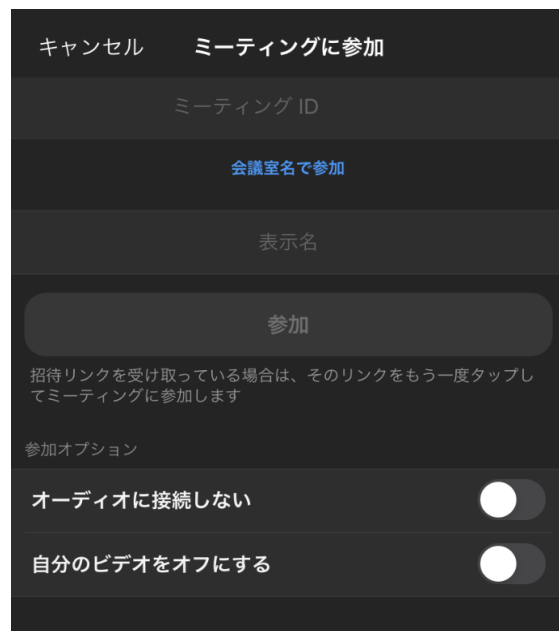 キャンセル ミーティングに参加
ミーティング ID
会議室名で参加
表示名
参加
招待リンクを受け取っている場合は、そのリンクをもう一度タップし
てミーティングに参加します
参加オプション
オーディオに接続しない
自分のビデオをオフにする